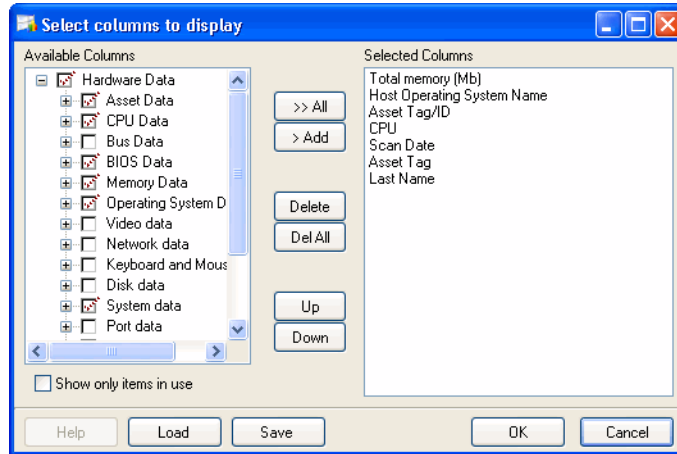 Select columns to display
Available Columns
Selected Columns
Hardware Data
Asset Data
CPU Data
Bus Data
BIOS Data
Memory Data
Operating System D
Video data
Network data
Keyboard and Mous
Disk data
System data
Port data
>> All
> Add
Delete
Del All
Up
Down
Total memory (Mb)
Host Operating System Name
Asset Tag/ID
CPU
Scan Date
Asset Tag
Last Name
Show only items in use
Help
Load
Save
OK
Cancel